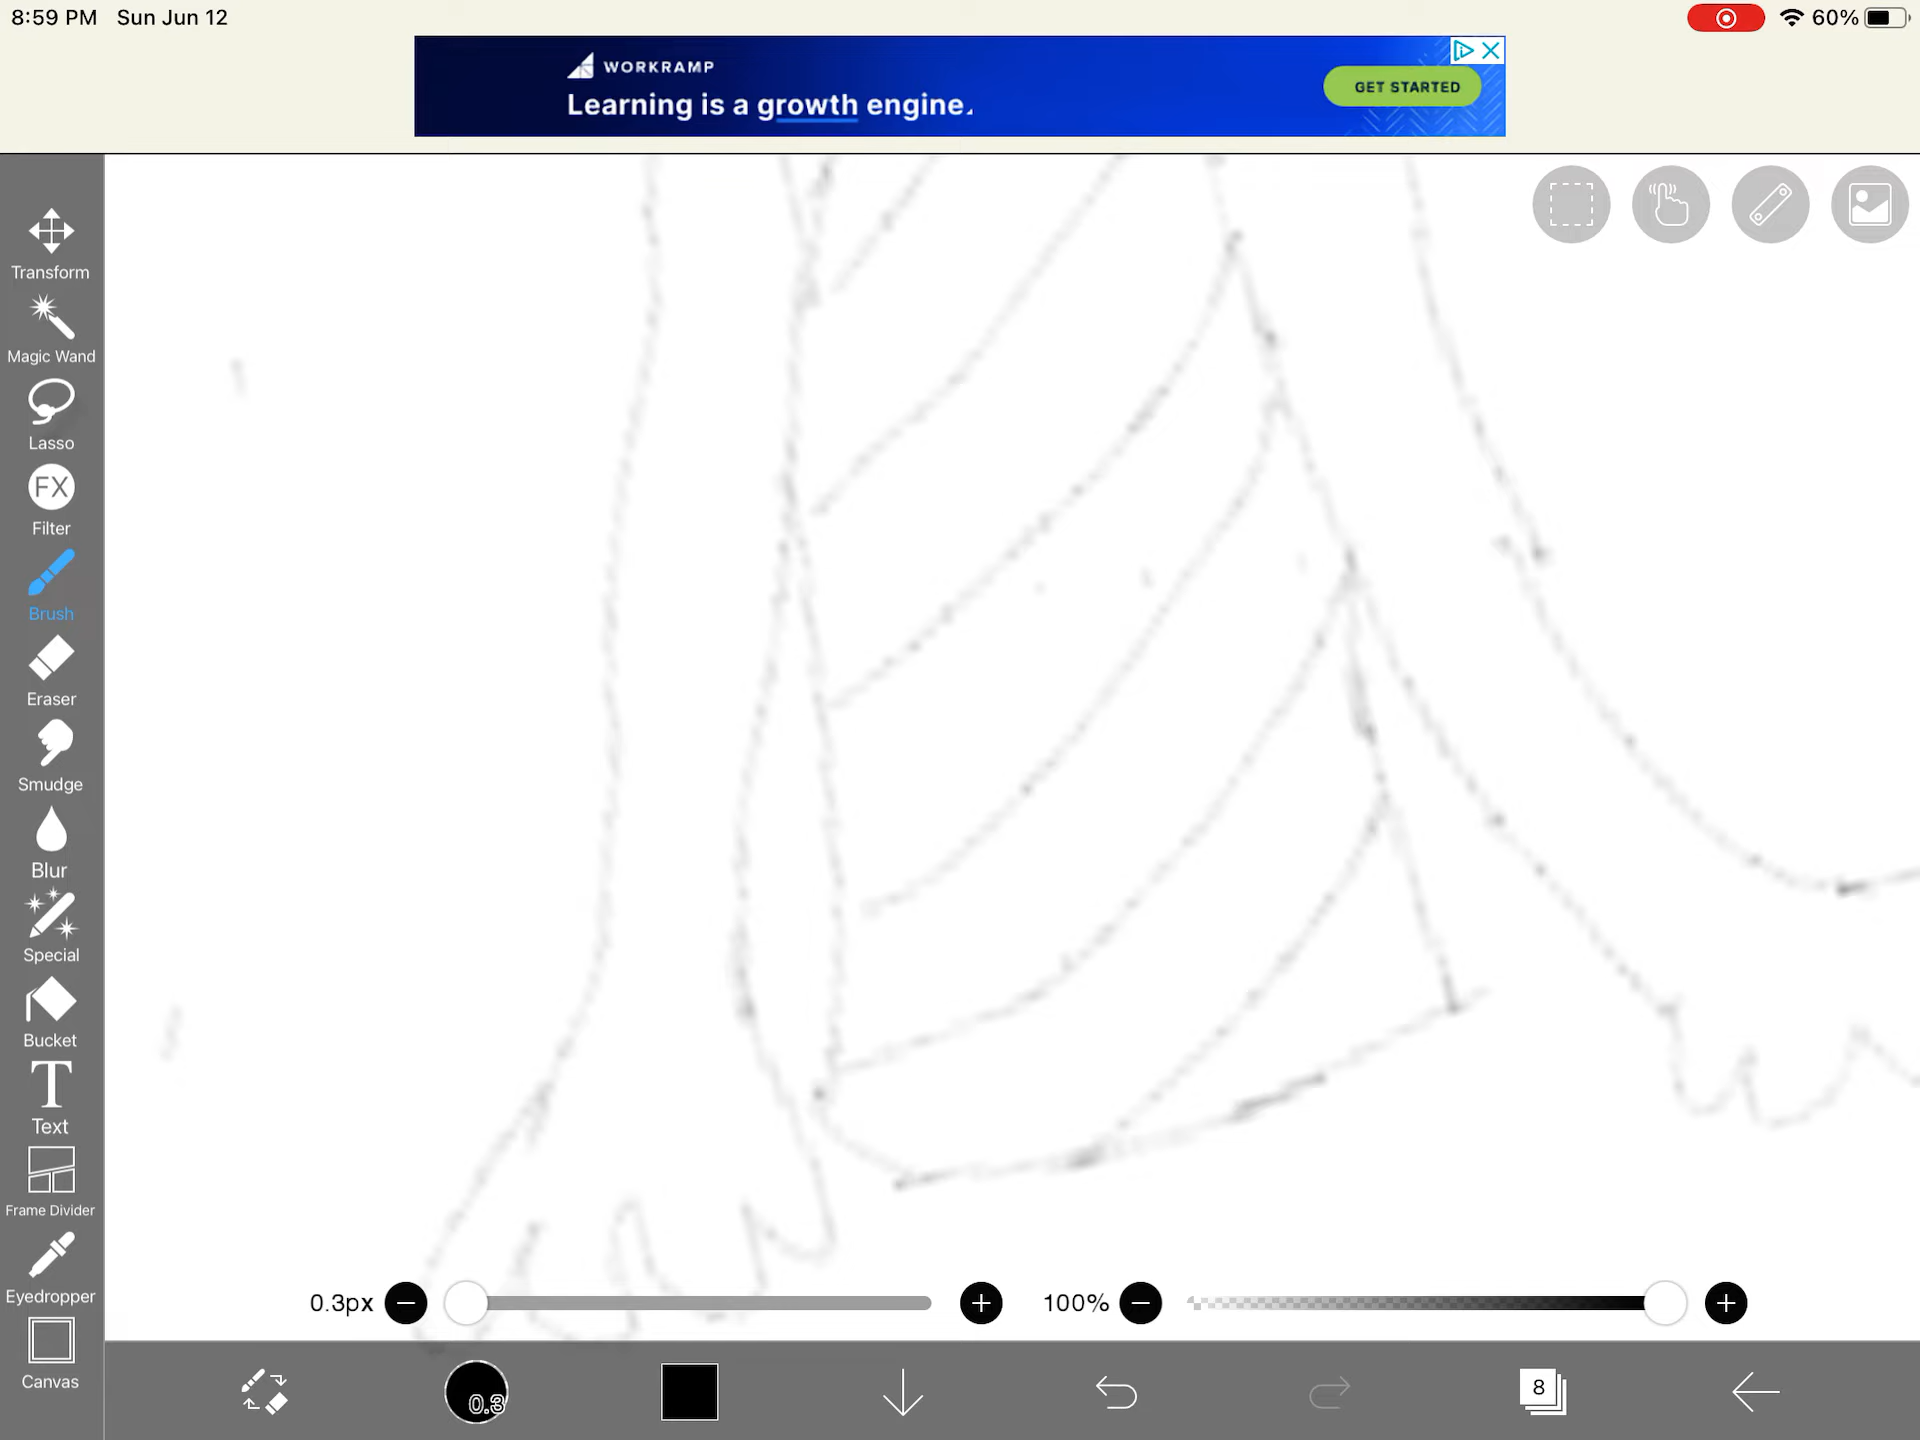 8:59 PM Sun Jun 12
60%
WORKRAMP
Learning is a growth engine.
GET STARTED
Transform
Magic Wand
Lasso
FX
Filter
Brush
Eraser
Smudge
Blur
Special
Bucket
T
Text
Frame Divider
Eyedropper
Canvas
0.3px
100%
0.3
8